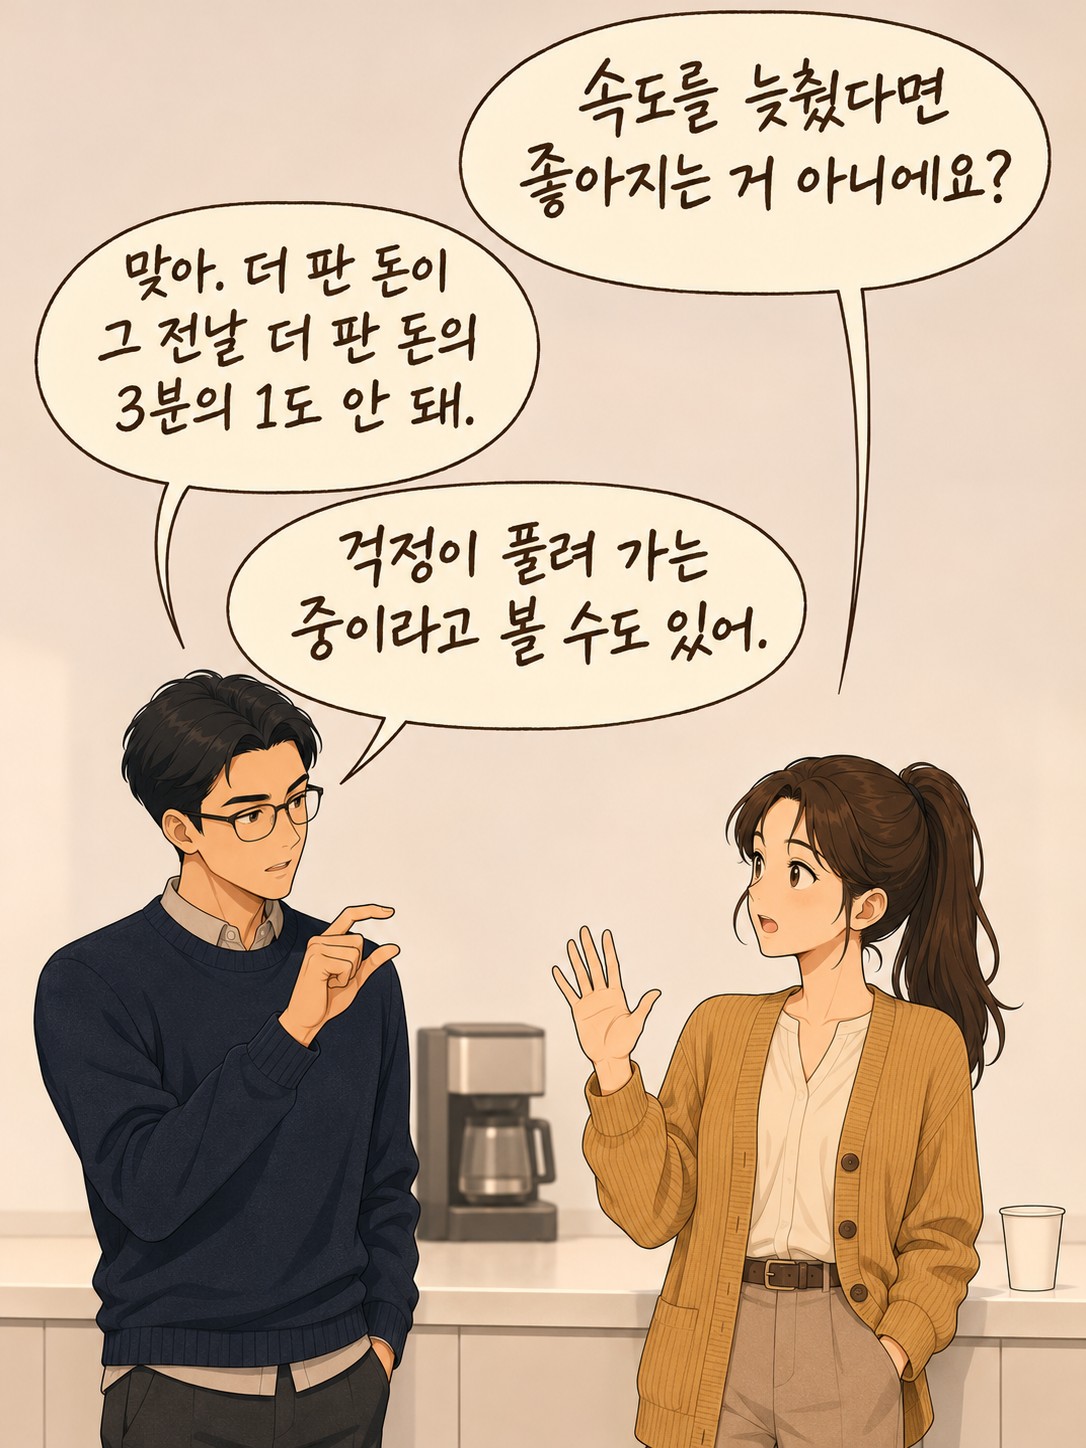 속도를 늦췄다면
좋아지는 거 아니에요?
맞아. 더 판 돈이
그 전날 더 판 돈의
3분의 1도 안 돼.
걱정이 풀려 가는
중이라고 볼 수도 있어.